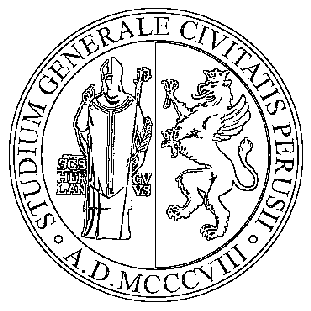 STUDIUM GENERALE CIVITATIS PERUSII
A.D. MCCCVIII